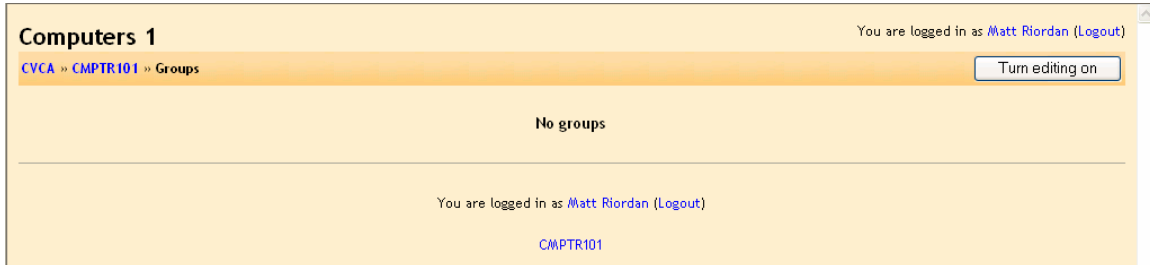 Computers 1
You are logged in as Matt Riordan (Logout)
CVCA » CMPTR101 » Groups
Turn editing on
No groups
You are logged in as Matt Riordan (Logout)
CMPTR101